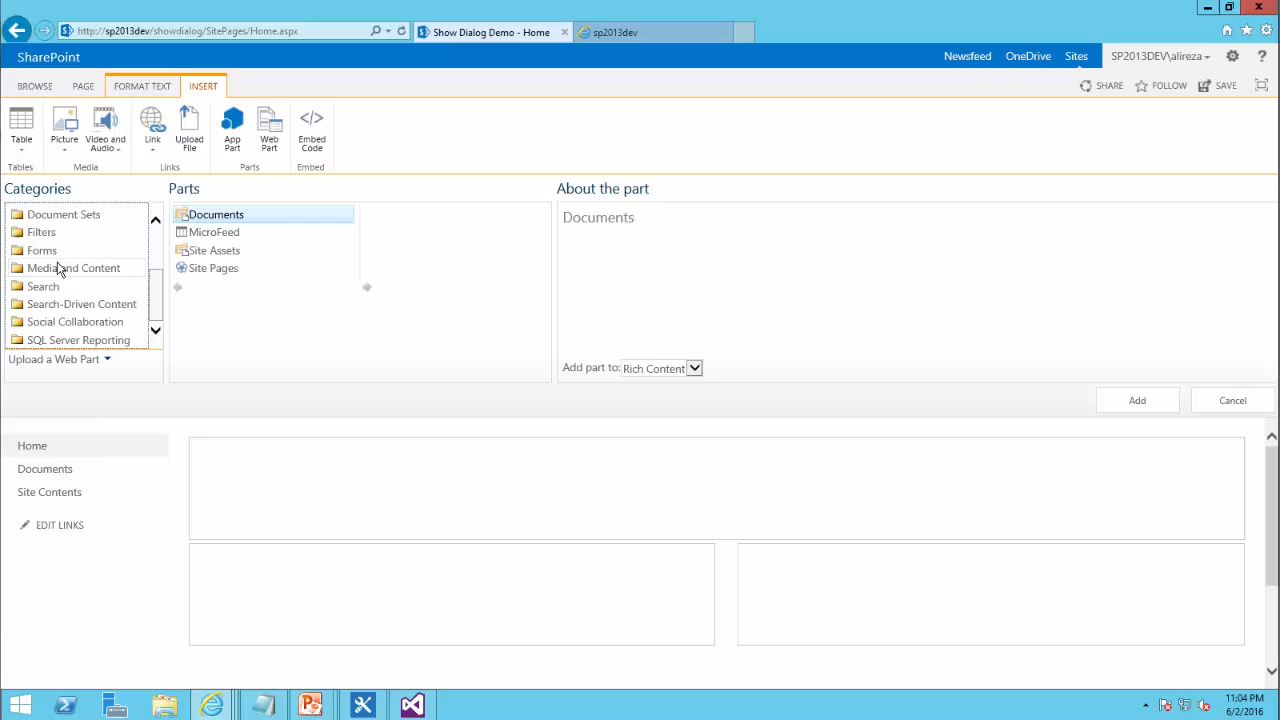 http://sp2013dev/showdialog/SitePages/Home.aspx
Show Dialog Demo - Home
sp2013dev
SharePoint
Newsfeed
OneDrive
Sites
SP2013DEV\alireza
?
BROWSE
PAGE
FORMAT TEXT
INSERT
SHARE
FOLLOW
SAVE
Table
Picture
Video and Audio
Link
Upload File
App Part
Web Part
Embed Code
Tables
Media
Links
Parts
Embed
Categories
Document Sets
Filters
Forms
Media and Content
Search
Search-Driven Content
Social Collaboration
SQL Server Reporting
Upload a Web Part
Parts
Documents
MicroFeed
Site Assets
Site Pages
About the part
Documents
Add part to: Rich Content
Add
Cancel
Home
Documents
Site Contents
EDIT LINKS
11:04 PM
6/2/2016